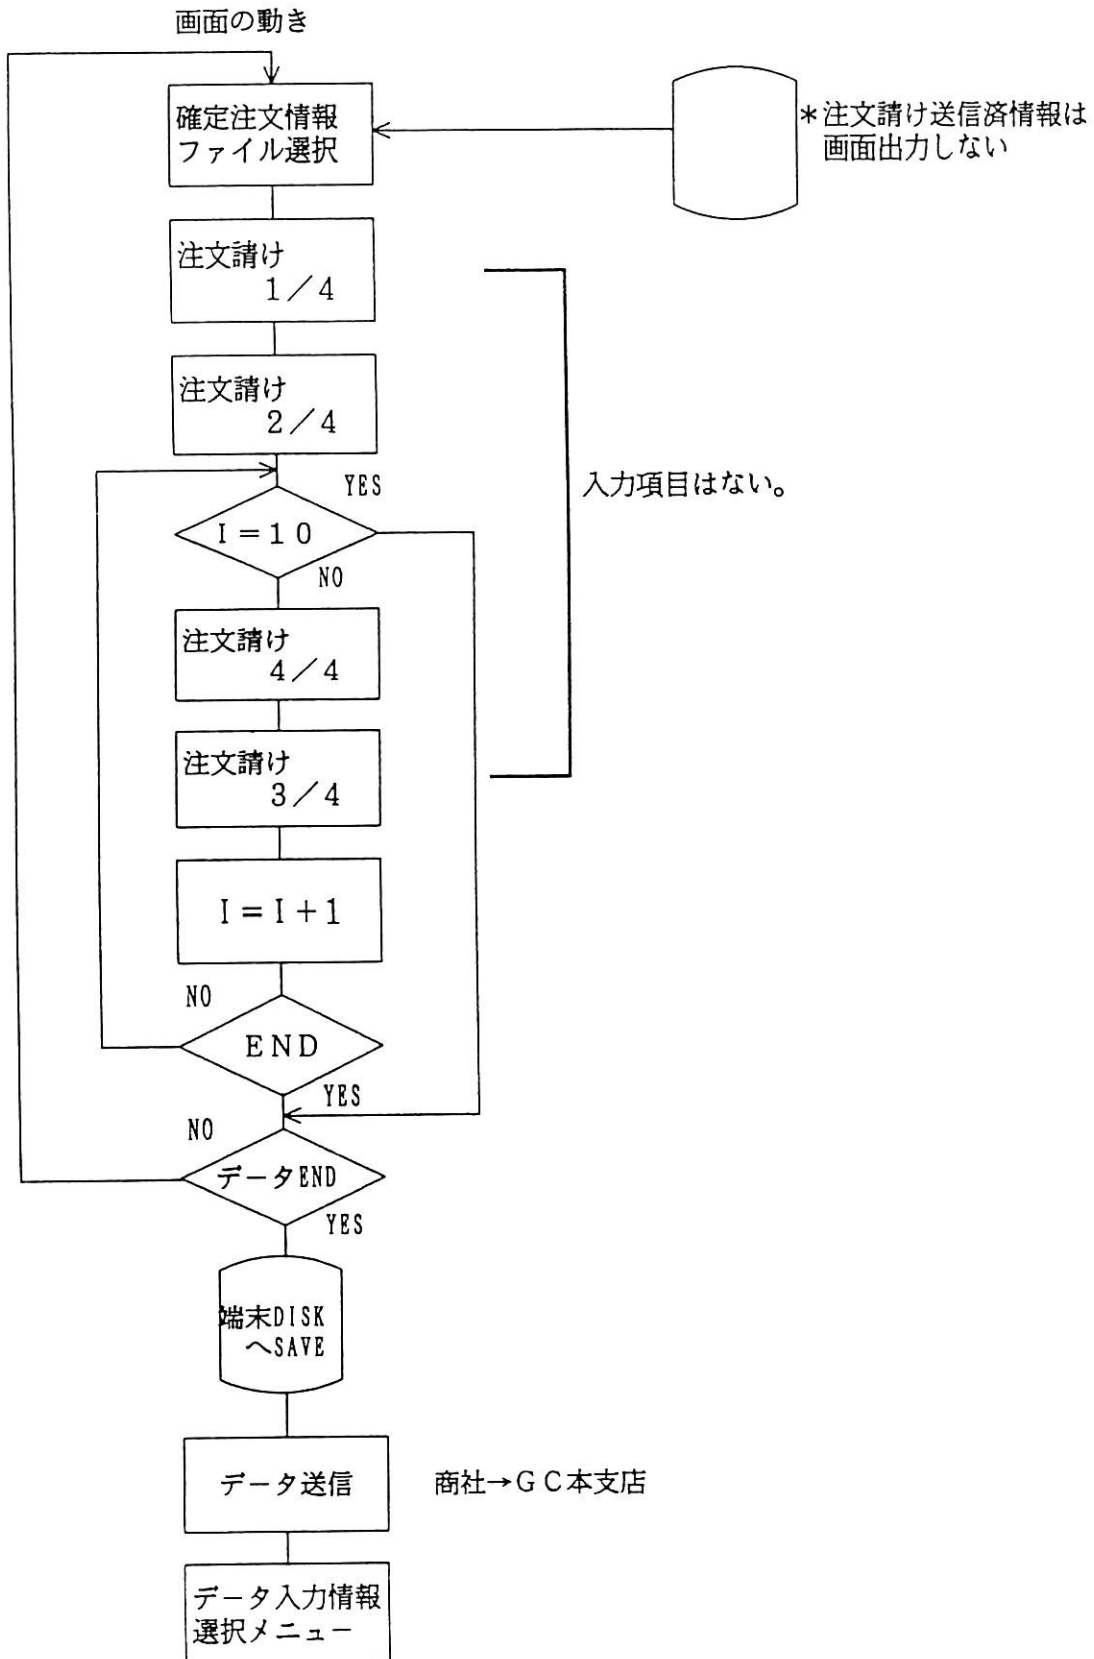 画面の動き
確定注文情報
ファイル選択
*注文請け送信済情報は
画面出力しない
注文請け
1/4
注文請け
2/4
入力項目はない。
YES
I=10
NO
注文請け
4/4
注文請け
3/4
I=I+1
NO
END
YES
NO
データEND
YES
端末DISK
へSAVE
データ送信
商社→GC本支店
データ入力情報
選択メニュー